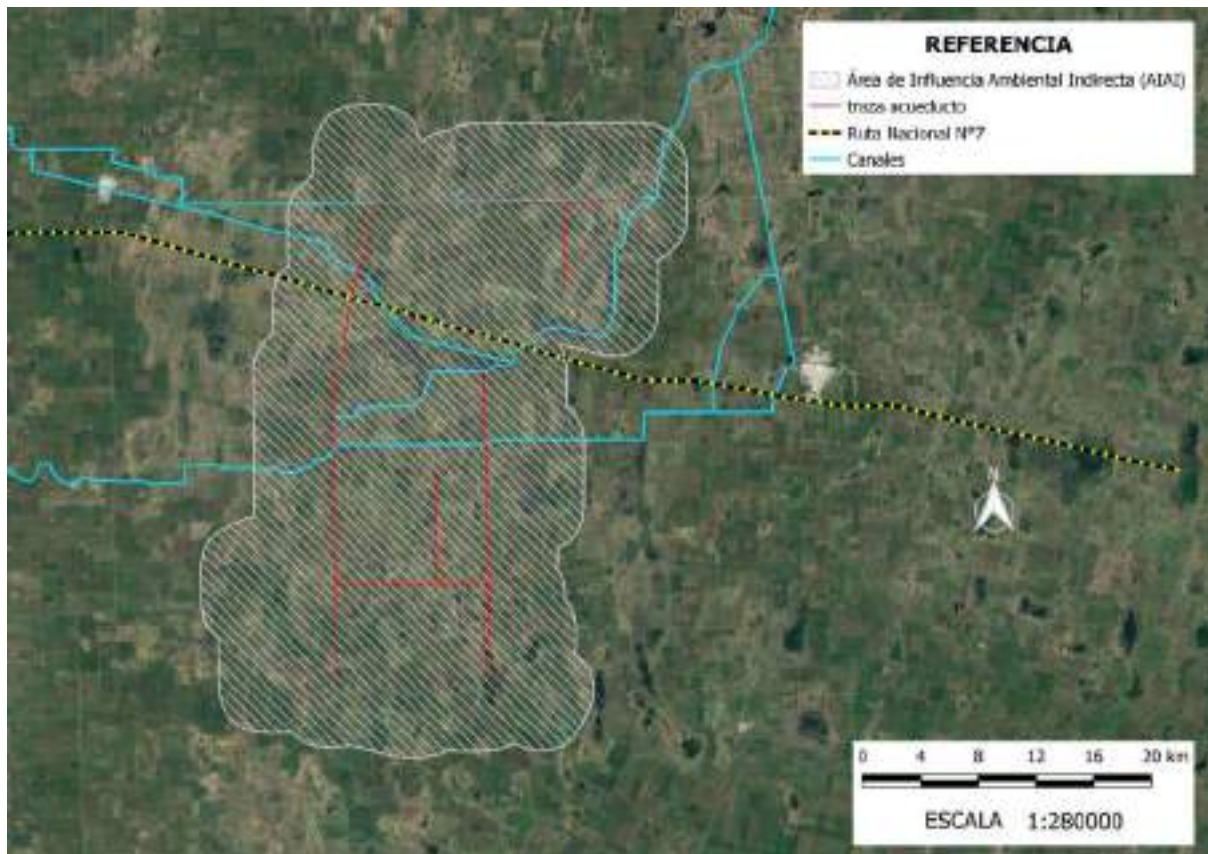 REFERENCIA
Área de Influencia Ambiental Indirecta (AIAI)
traza acueducto
Ruta Nacional N°7
Canales
N
0 4 8 12 16 20 km
ESCALA 1:280000